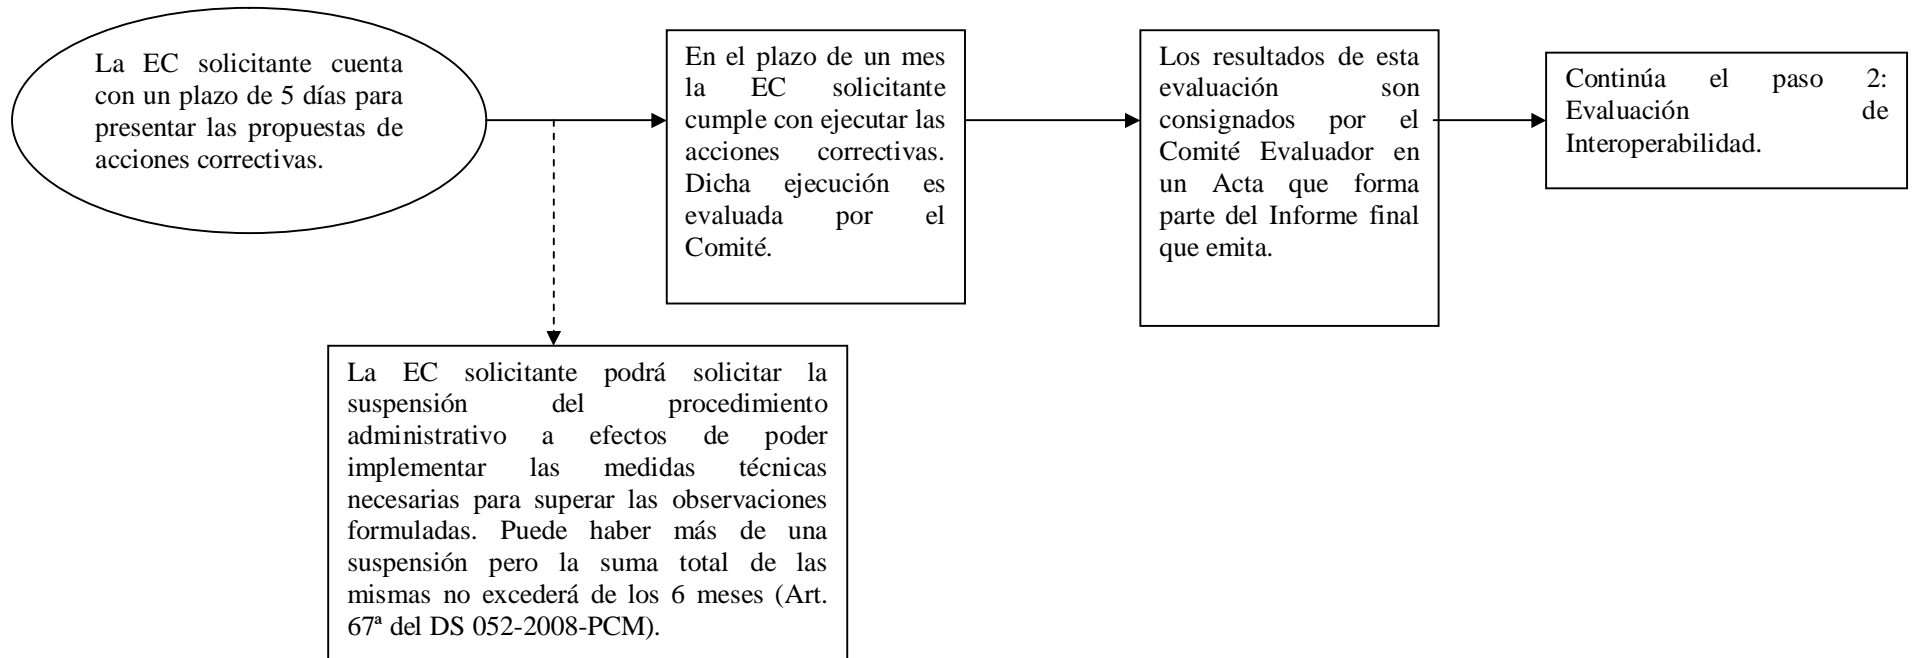 La EC solicitante cuenta
con un plazo de 5 días para
presentar las propuestas de
acciones correctivas.
En el plazo de un mes
la EC solicitante
cumple con ejecutar las
acciones correctivas.
Dicha ejecución es
evaluada por el
Comité.
Los resultados de esta
evaluación son
consignados por el
Comité Evaluador en
un Acta que forma
parte del Informe final
que emita.
Continúa el paso 2:
Evaluación de
Interoperabilidad.
La EC solicitante podrá solicitar la
suspensión del procedimiento
administrativo a efectos de poder
implementar las medidas técnicas
necesarias para superar las observaciones
formuladas. Puede haber más de una
suspensión pero la suma total de las
mismas no excederá de los 6 meses (Art.
67ª del DS 052-2008-PCM).